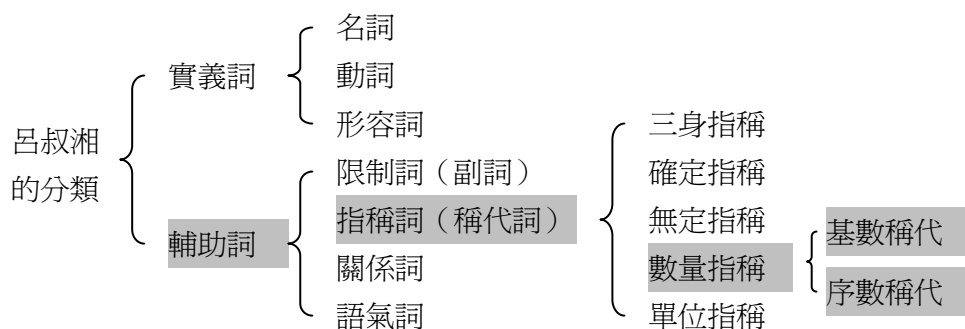 呂叔湘
的分類
實義詞
輔助詞
名詞
動詞
形容詞
限制詞（副詞）
指稱詞（稱代詞）
關係詞
語氣詞
三身指稱
確定指稱
無定指稱
數量指稱
單位指稱
基數稱代
序數稱代